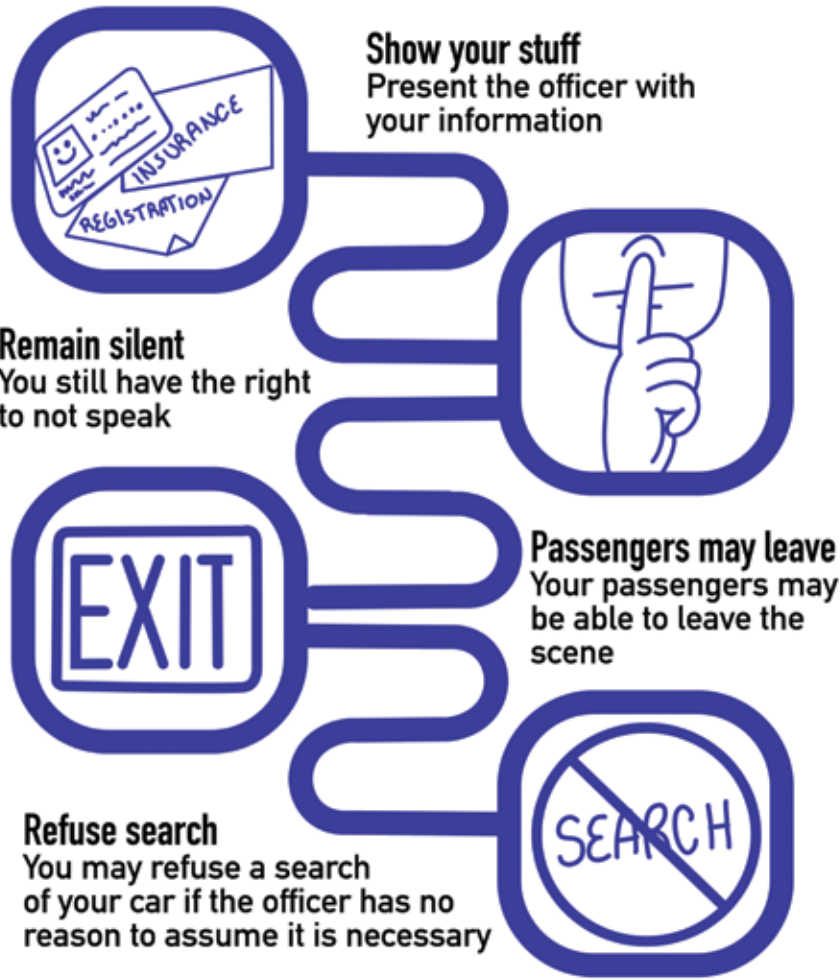 Show your stuff
Present the officer with
your information
INSURANCE
REGISTRATION
Remain silent
You still have the right
to not speak
EXIT
Passengers may leave
Your passengers may
be able to leave the
scene
Refuse search
You may refuse a search
of your car if the officer has no
reason to assume it is necessary
SEARCH